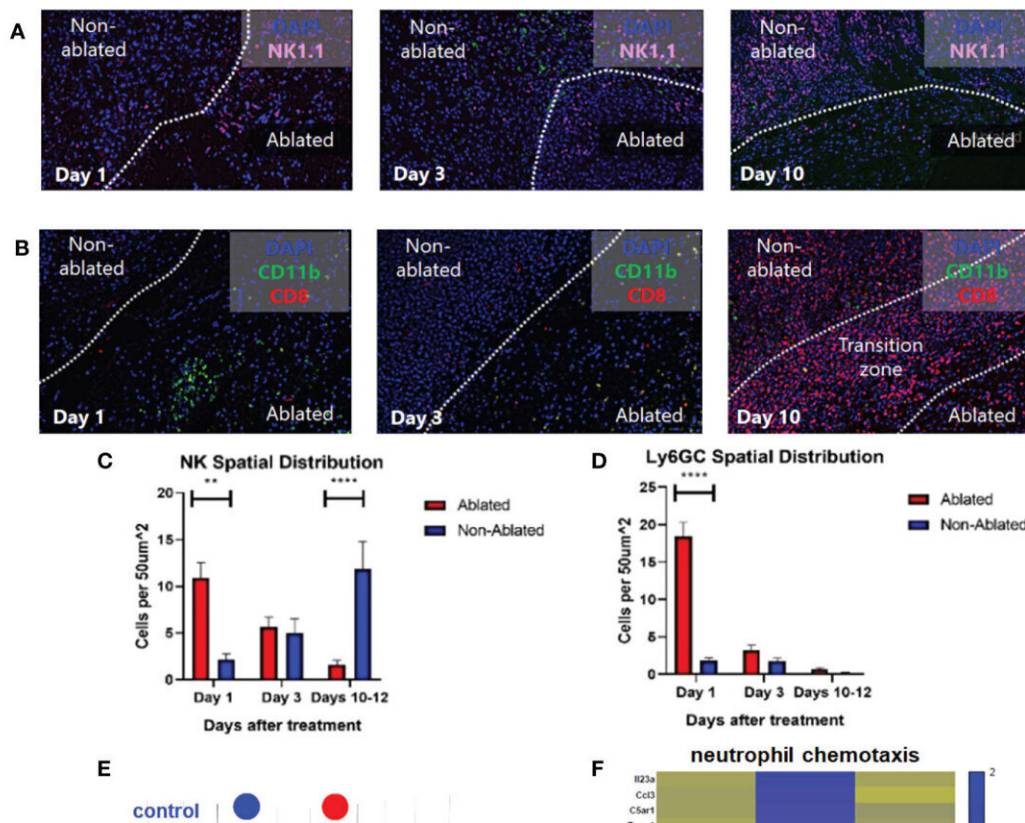 A
Non-
ablated
DAPI
NK1.1
Ablated
Day 1
Non-
ablated
DAPI
NK1.1
Ablated
Day 3
Non-
ablated
DAPI
NK1.1
Ablated
Day 10
B
Non-
ablated
DAPI
CD11b
CD8
Ablated
Day 1
Non-
ablated
DAPI
CD11b
CD8
Ablated
Day 3
Non-
ablated
DAPI
CD11b
CD8
Transition
zone
Ablated
Day 10
C
NK Spatial Distribution
**
****
Ablated
Non-Ablated
Cells per 50um^2
20
15
10
5
0
Day 1 Day 3 Days 10-12
Days after treatment
D
Ly6GC Spatial Distribution
****
Ablated
Non-Ablated
Cells per 50um^2
25
20
15
10
5
0
Day 1 Day 3 Days 10-12
Days after treatment
E
control
F
neutrophil chemotaxis
Il23a
Ccl3
C5ar1
2